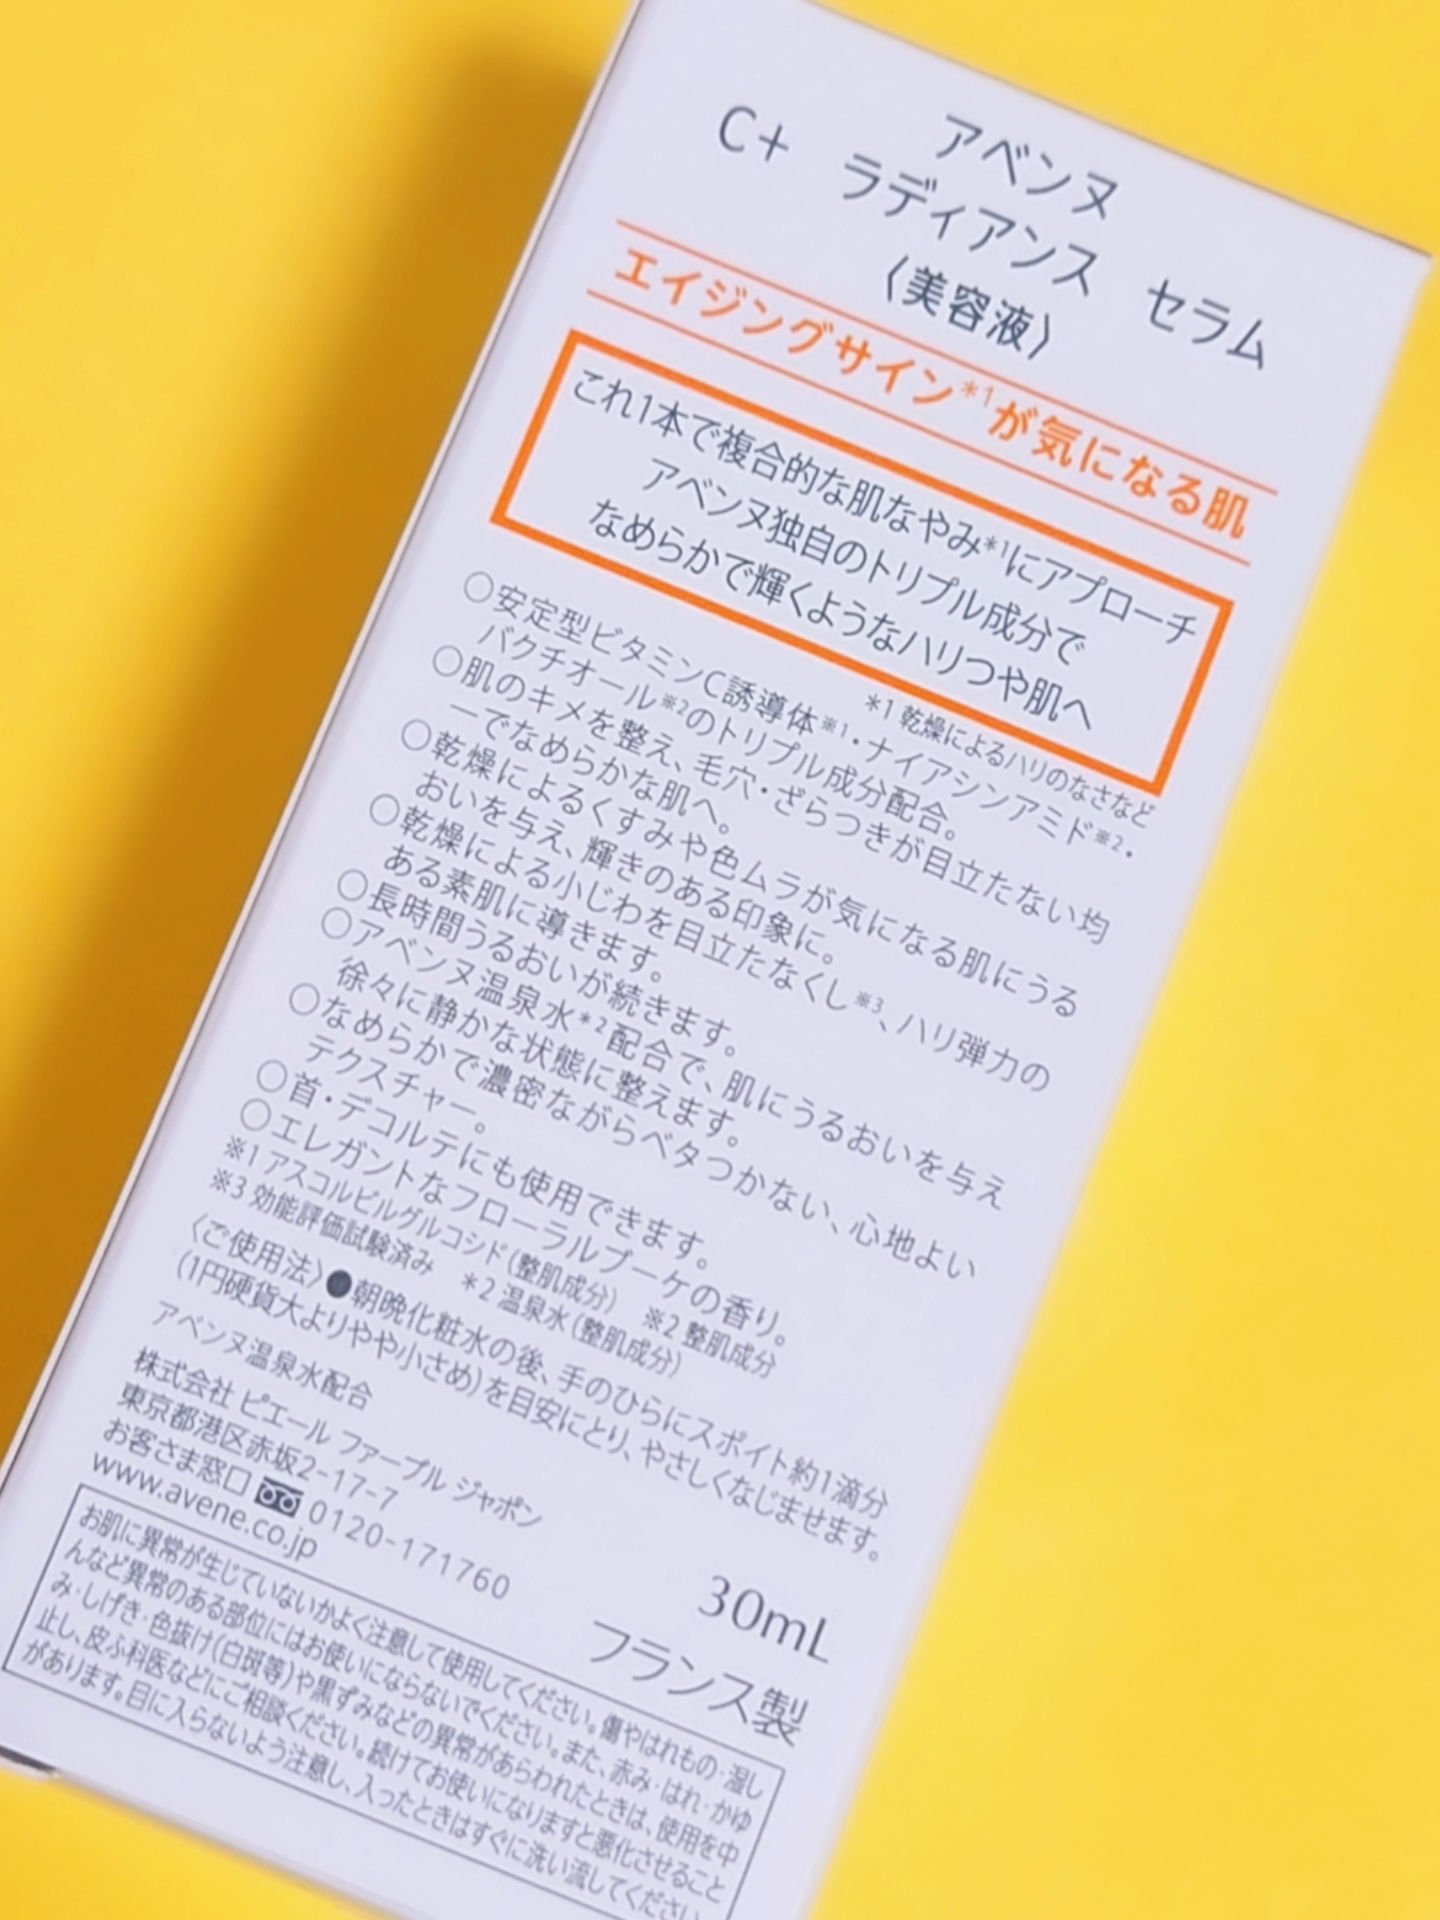 アベンヌ
C+ ラディアンス セラム
〈美容液〉
エイジングサイン*1が気になる肌
これ1本で複合的な肌なやみ*1にアプローチ
アベンヌ独自のトリプル成分で
なめらかで輝くようなハリつや肌へ
*1 乾燥によるハリのなさなど
○安定型ビタミンC誘導体※1・ナイアシンアミド※2・
バクチオール※2のトリプル成分配合。
○肌のキメを整え、毛穴・ざらつきが目立たない均
一でなめらかな肌へ。
○乾燥によるくすみや色ムラが気になる肌にうる
おいを与え、輝きのある印象に。
○乾燥による小じわを目立たなくし※3、ハリ弾力の
ある素肌に導きます。
○長時間うるおいが続きます。
○アベンヌ温泉水*2配合で、肌にうるおいを与え
徐々に静かな状態に整えます。
○なめらかで濃密ながらベタつかない、心地よい
テクスチャー。
○首・デコルテにも使用できます。
○エレガントなフローラルブーケの香り。
※1 アスコルビルグルコシド(整肌成分) ※2 整肌成分
※3 効能評価試験済み *2 温泉水(整肌成分)
〈ご使用法〉●朝晩化粧水の後、手のひらにスポイト約1滴分
(1円硬貨大よりやや小さめ)を目安にとり、やさしくなじませます。
アベンヌ温泉水配合
株式会社 ピエール ファーブル ジャポン
東京都港区赤坂2-17-7
お客さま窓口 0120-171760
www.avene.co.jp
30mL
フランス製
お肌に異常が生じていないかよく注意して使用してください。傷やはれもの・湿し
んなど異常のある部位にはお使いにならないでください。また、赤み・はれ・かゆ
み・しげき・色抜け(白斑等)や黒ずみなどの異常があらわれたときは、使用を中
止し、皮ふ科医などにご相談ください。続けてお使いになりますと悪化させること
があります。目に入らないよう注意し、入ったときはすぐに洗い流してください。